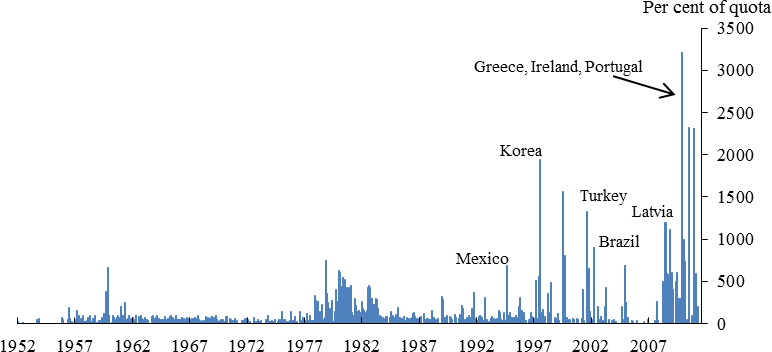 Per cent of quota
3500
Greece, Ireland, Portugal
3000
2500
Korea
2000
Turkey
1500
Latvia
Brazil
1000
Mexico
500
0
1952 1957 1962 1967 1972 1977 1982 1987 1992 1997 2002 2007